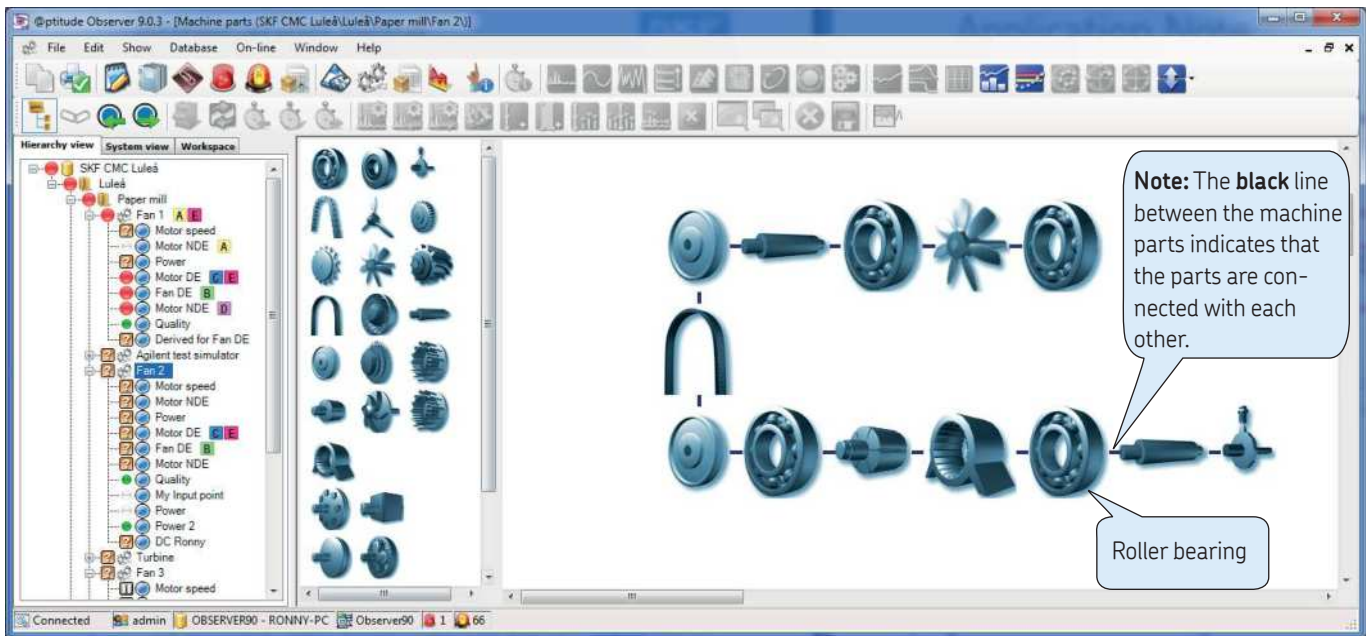 @ptitude Observer 9.0.3 - [Machine parts (SKF CMC Luleå\Luleå\Paper mill\Fan 2\)]
File Edit Show Database On-line Window Help
Hierarchy view System view Workspace
SKF CMC Luleå
Luleå
Paper mill
Fan 1 A E
Motor speed
Motor NDE A
Power
Motor DE C E
Fan DE B
Motor NDE D
Quality
Derived for Fan DE
Agilent test simulator
Fan 2
Motor speed
Motor NDE
Power
Motor DE C E
Fan DE B
Motor NDE
Quality
My Input point
Power
Power 2
DC Ronny
Turbine
Fan 3
Motor speed
Note: The black line
between the machine
parts indicates that
the parts are con-
nected with each
other.
Roller bearing
Connected admin OBSERVER90 - RONNY-PC Observer90 1 66